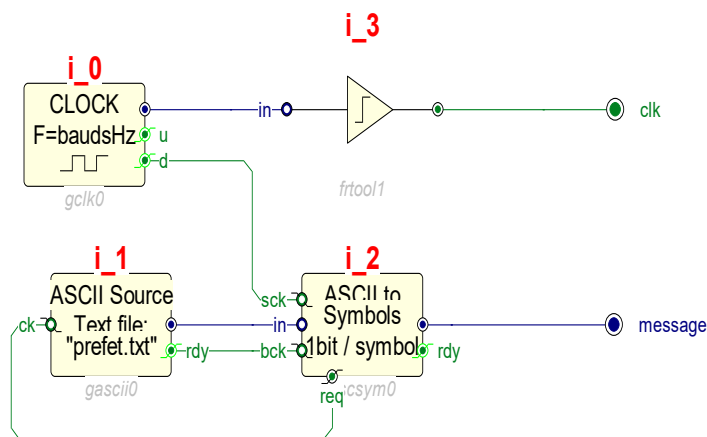 i_3
i_0
CLOCK
F=baudsHz
in
clk
u
d
gclk0
frtool1
i_1
i_2
ASCII Source
Text file:
"prefet.txt"
ck
rdy
gascii0
sck
in
bck
ASCII to
Symbols
1bit / symbol
rdy
message
req
csym0